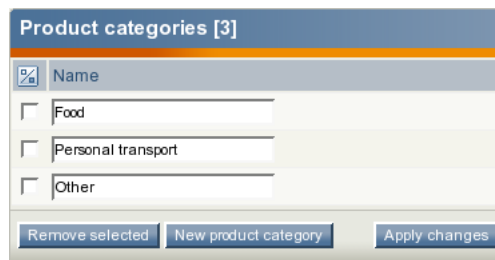 Product categories [3]
Name
Food
Personal transport
Other
Remove selected New product category Apply changes